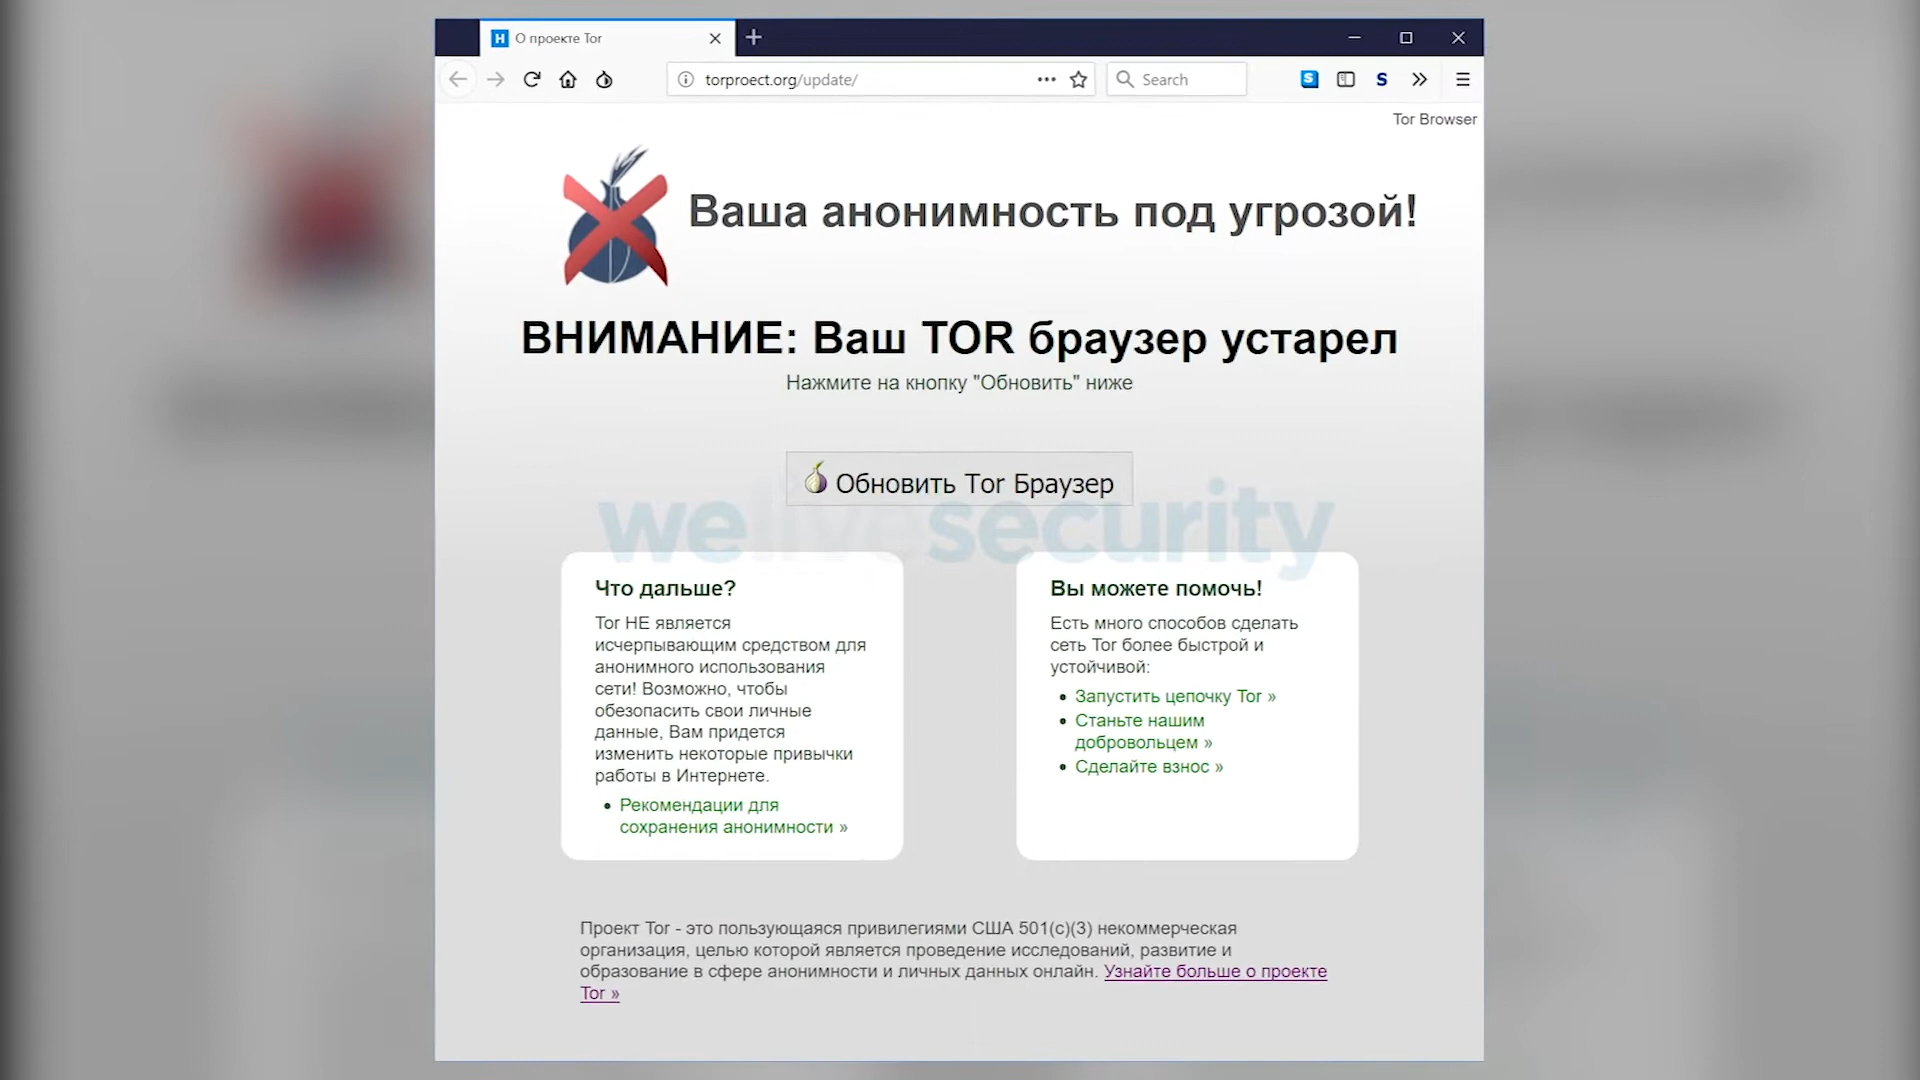 О проекте Tor
torproect.org/update/
Search
Tor Browser
Ваша анонимность под угрозой!
ВНИМАНИЕ: Ваш TOR браузер устарел
Нажмите на кнопку "Обновить" ниже
Обновить Tor Браузер
welivesecurity
Что дальше?
Tor НЕ является
исчерпывающим средством для
анонимного использования
сети! Возможно, чтобы
обезопасить свои личные
данные, Вам придется
изменить некоторые привычки
работы в Интернете.
Рекомендации для
сохранения анонимности »
Вы можете помочь!
Есть много способов сделать
сеть Tor более быстрой и
устойчивой:
Запустить цепочку Tor »
Станьте нашим
добровольцем »
Сделайте взнос »
Проект Tor - это пользующаяся привилегиями США 501(c)(3) некоммерческая
организация, целью которой является проведение исследований, развитие и
образование в сфере анонимности и личных данных онлайн. Узнайте больше о проекте
Tor »